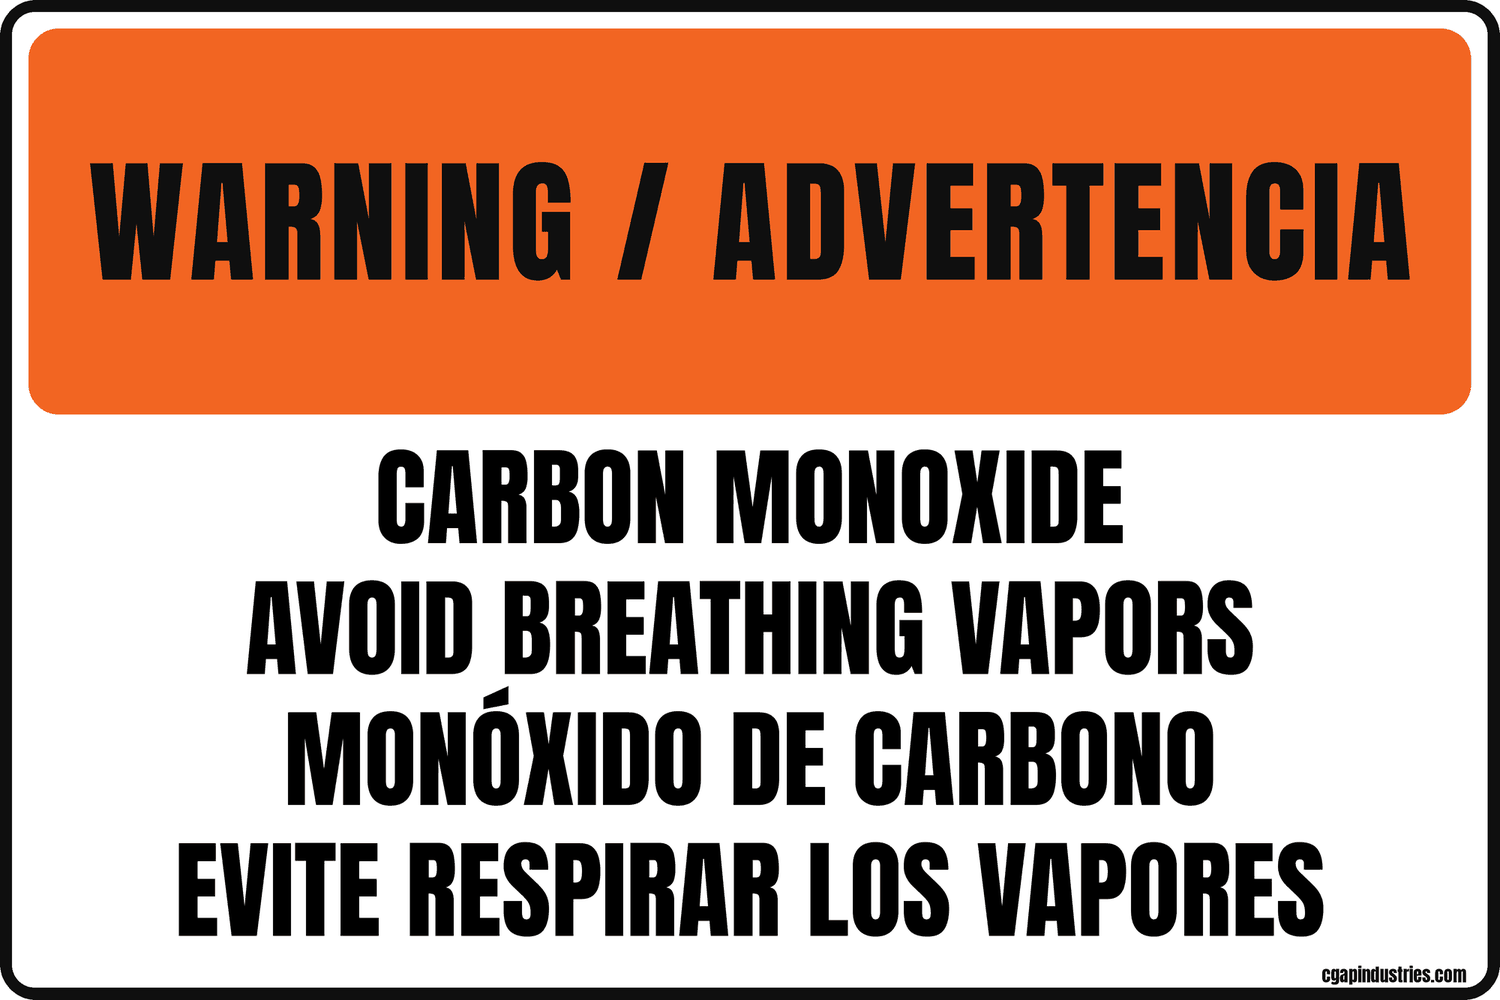 WARNING / ADVERTENCIA
CARBON MONOXIDE
AVOID BREATHING VAPORS
MONÓXIDO DE CARBONO
EVITE RESPIRAR LOS VAPORES
cgapindustries.com